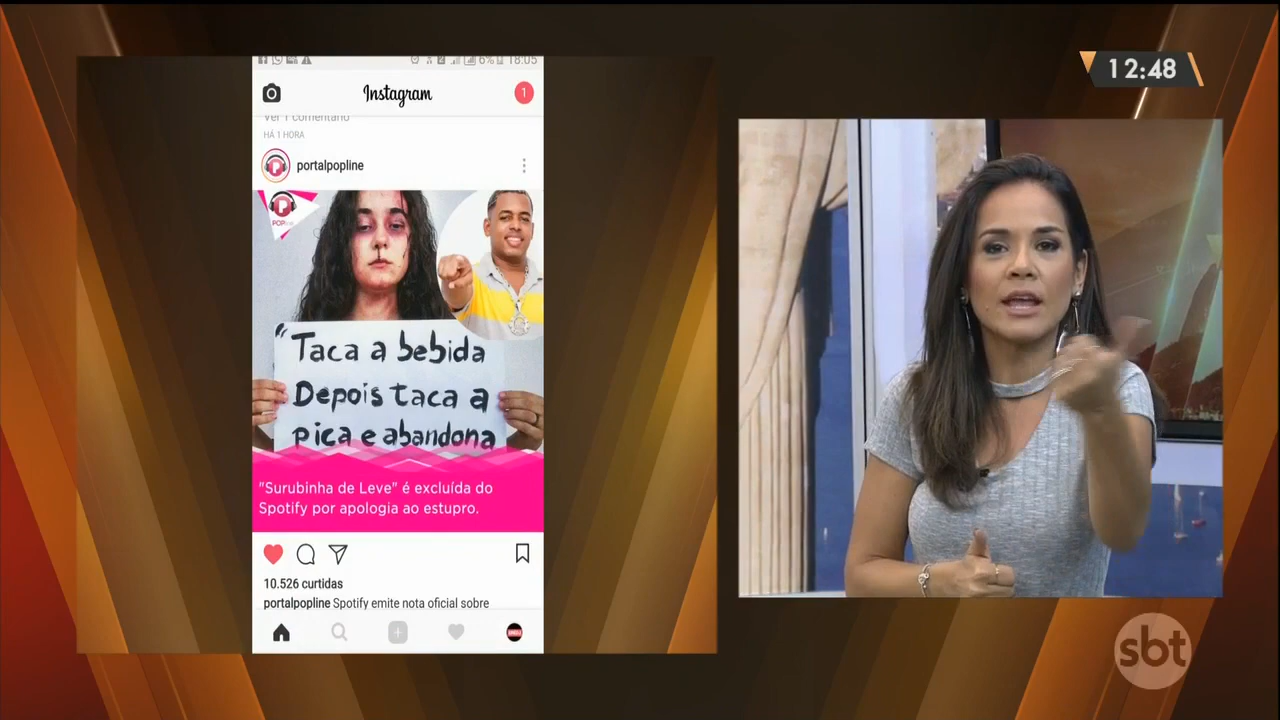 12:48
18:05
6%
Instagram
1
Ver 1 comentário
HÁ 1 HORA
portalpopline
POP
"Taca a bebida
Depois taca a
pica e abandona
"Surubinha de Leve" é excluída do
Spotify por apologia ao estupro.
10.526 curtidas
portalpopline Spotify emite nota oficial sobre
sbt